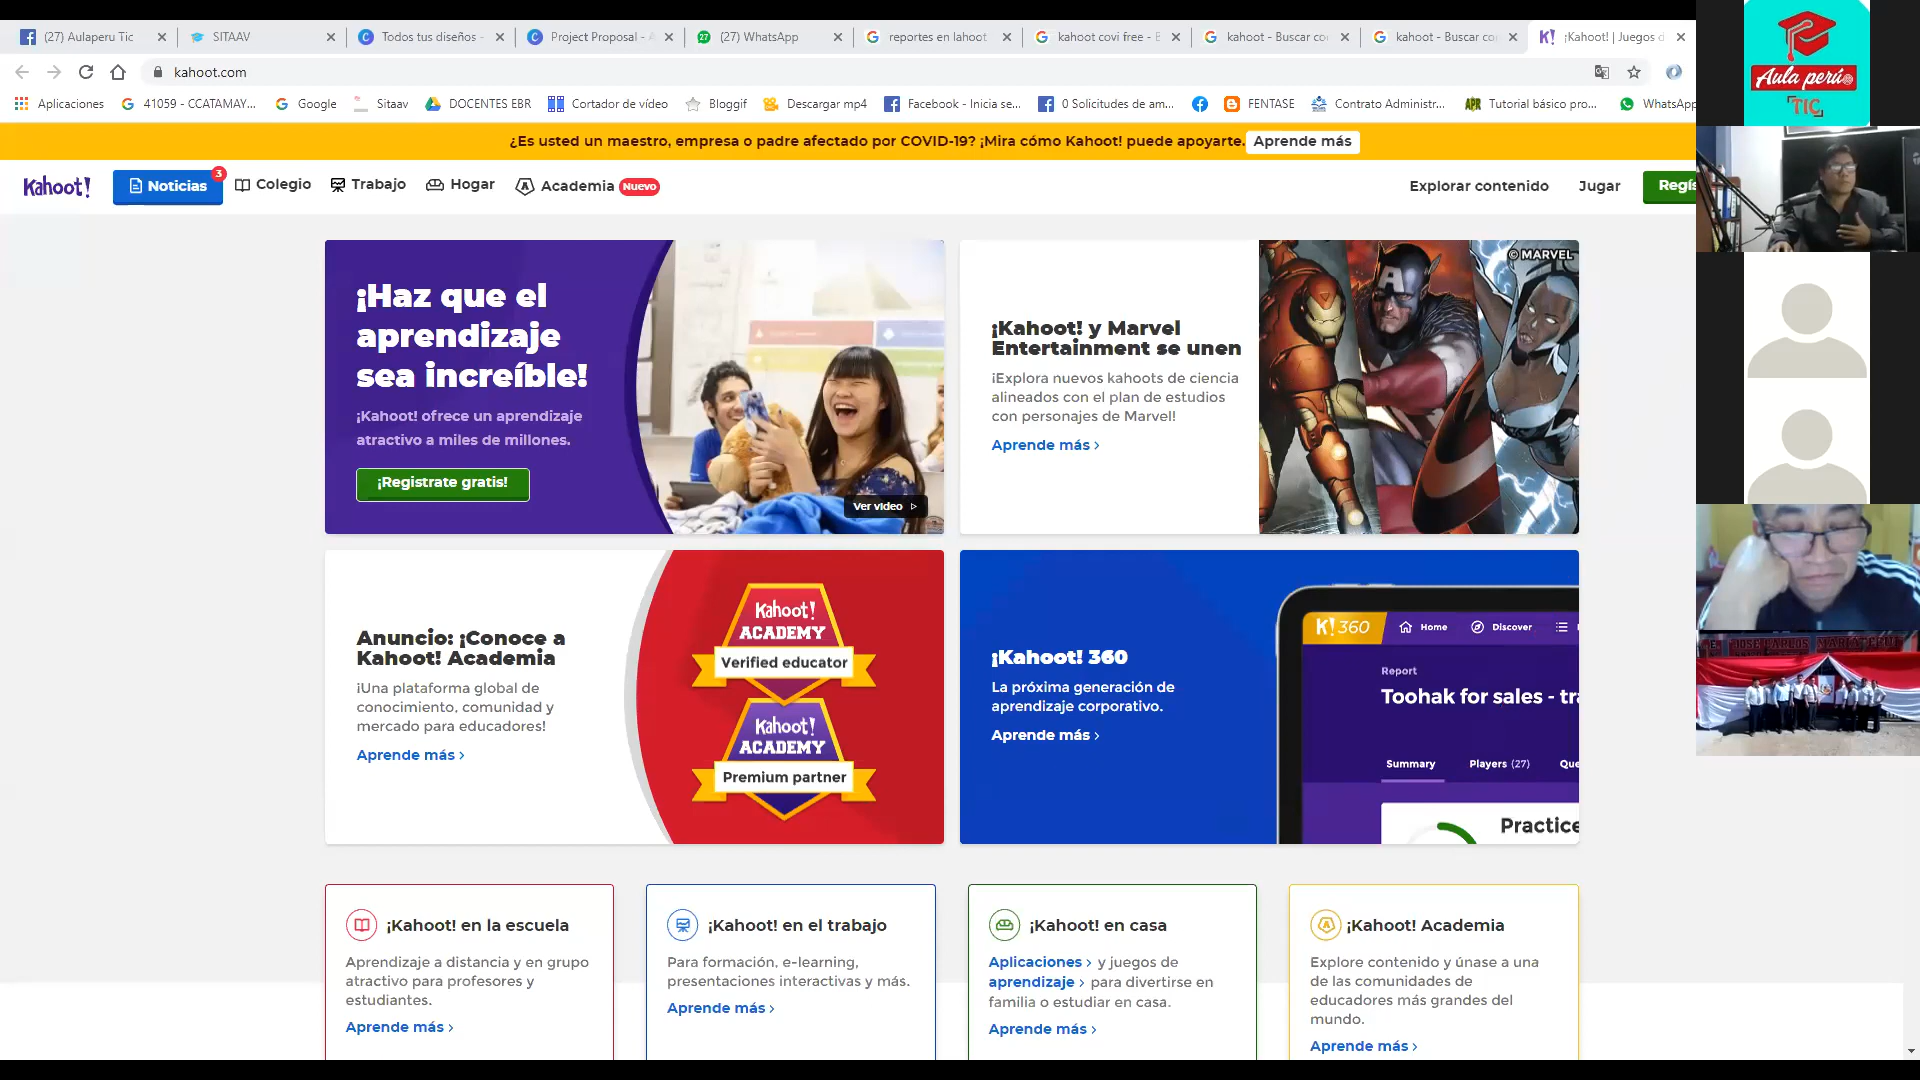 (27) Aulaperu Tic
SITAAV
Todos tus diseños -
Project Proposal - A
(27) WhatsApp
reportes en lahoot
kahoot covi free - B
kahoot - Buscar co
kahoot - Buscar co
¡Kahoot! | Juegos d
kahoot.com
Aplicaciones
41059 - CCATAMAY...
Google
Sitaav
DOCENTES EBR
Cortador de vídeo
Bloggif
Descargar mp4
Facebook - Inicia se...
0 Solicitudes de am...
FENTASE
Contrato Administr...
Tutorial básico pro...
WhatsApp
¿Es usted un maestro, empresa o padre afectado por COVID-19? ¡Mira cómo Kahoot! puede apoyarte. Aprende más
Kahoot!
Noticias 3
Colegio
Trabajo
Hogar
Academia Nuevo
Explorar contenido
Jugar
Regís
¡Haz que el
aprendizaje
sea increíble!
¡Kahoot! ofrece un aprendizaje
atractivo a miles de millones.
¡Registrate gratis!
Ver video
¡Kahoot! y Marvel
Entertainment se unen
¡Explora nuevos kahoots de ciencia
alineados con el plan de estudios
con personajes de Marvel!
Aprende más ›
© MARVEL
Anuncio: ¡Conoce a
Kahoot! Academia
¡Una plataforma global de
conocimiento, comunidad y
mercado para educadores!
Aprende más ›
Kahoot!
ACADEMY
Verified educator
Kahoot!
ACADEMY
Premium partner
¡Kahoot! 360
La próxima generación de
aprendizaje corporativo.
Aprende más ›
K! 360
Home
Discover
Report
Toohak for sales - tra
Summary
Players (27)
Que
Practice
¡Kahoot! en la escuela
Aprendizaje a distancia y en grupo
atractivo para profesores y
estudiantes.
Aprende más ›
¡Kahoot! en el trabajo
Para formación, e-learning,
presentaciones interactivas y más.
Aprende más ›
¡Kahoot! en casa
Aplicaciones › y juegos de
aprendizaje › para divertirse en
familia o estudiar en casa.
Aprende más ›
¡Kahoot! Academia
Explore contenido y únase a una
de las comunidades de
educadores más grandes del
mundo.
Aprende más ›
Aula perú
TIC
JOSE CARLOS MARIATEGUI